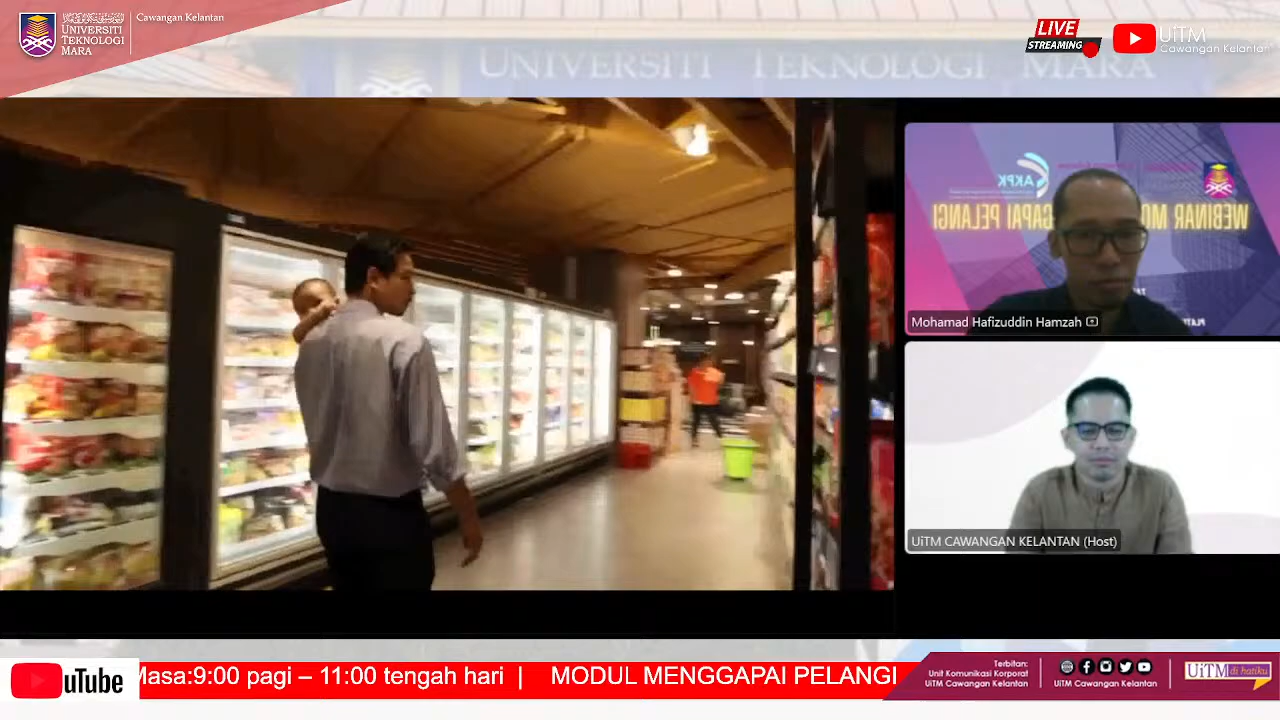 UNIVERSITI
TEKNOLOGI
MARA
Cawangan Kelantan
LIVE
STREAMING
UiTM
Cawangan Kelantan
UNIVERSITI TEKNOLOGI MARA
AKPK
WEBINAR MO GAPAI PELANGI
Mohamad Hafizuddin Hamzah
UiTM CAWANGAN KELANTAN (Host)
uTube
Masa:9:00 pagi – 11:00 tengah hari | MODUL MENGGAPAI PELANGI
Terbitan:
Unit Komunikasi Korporat
UiTM Cawangan Kelantan
UiTM Cawangan Kelantan
UiTM di hatiku